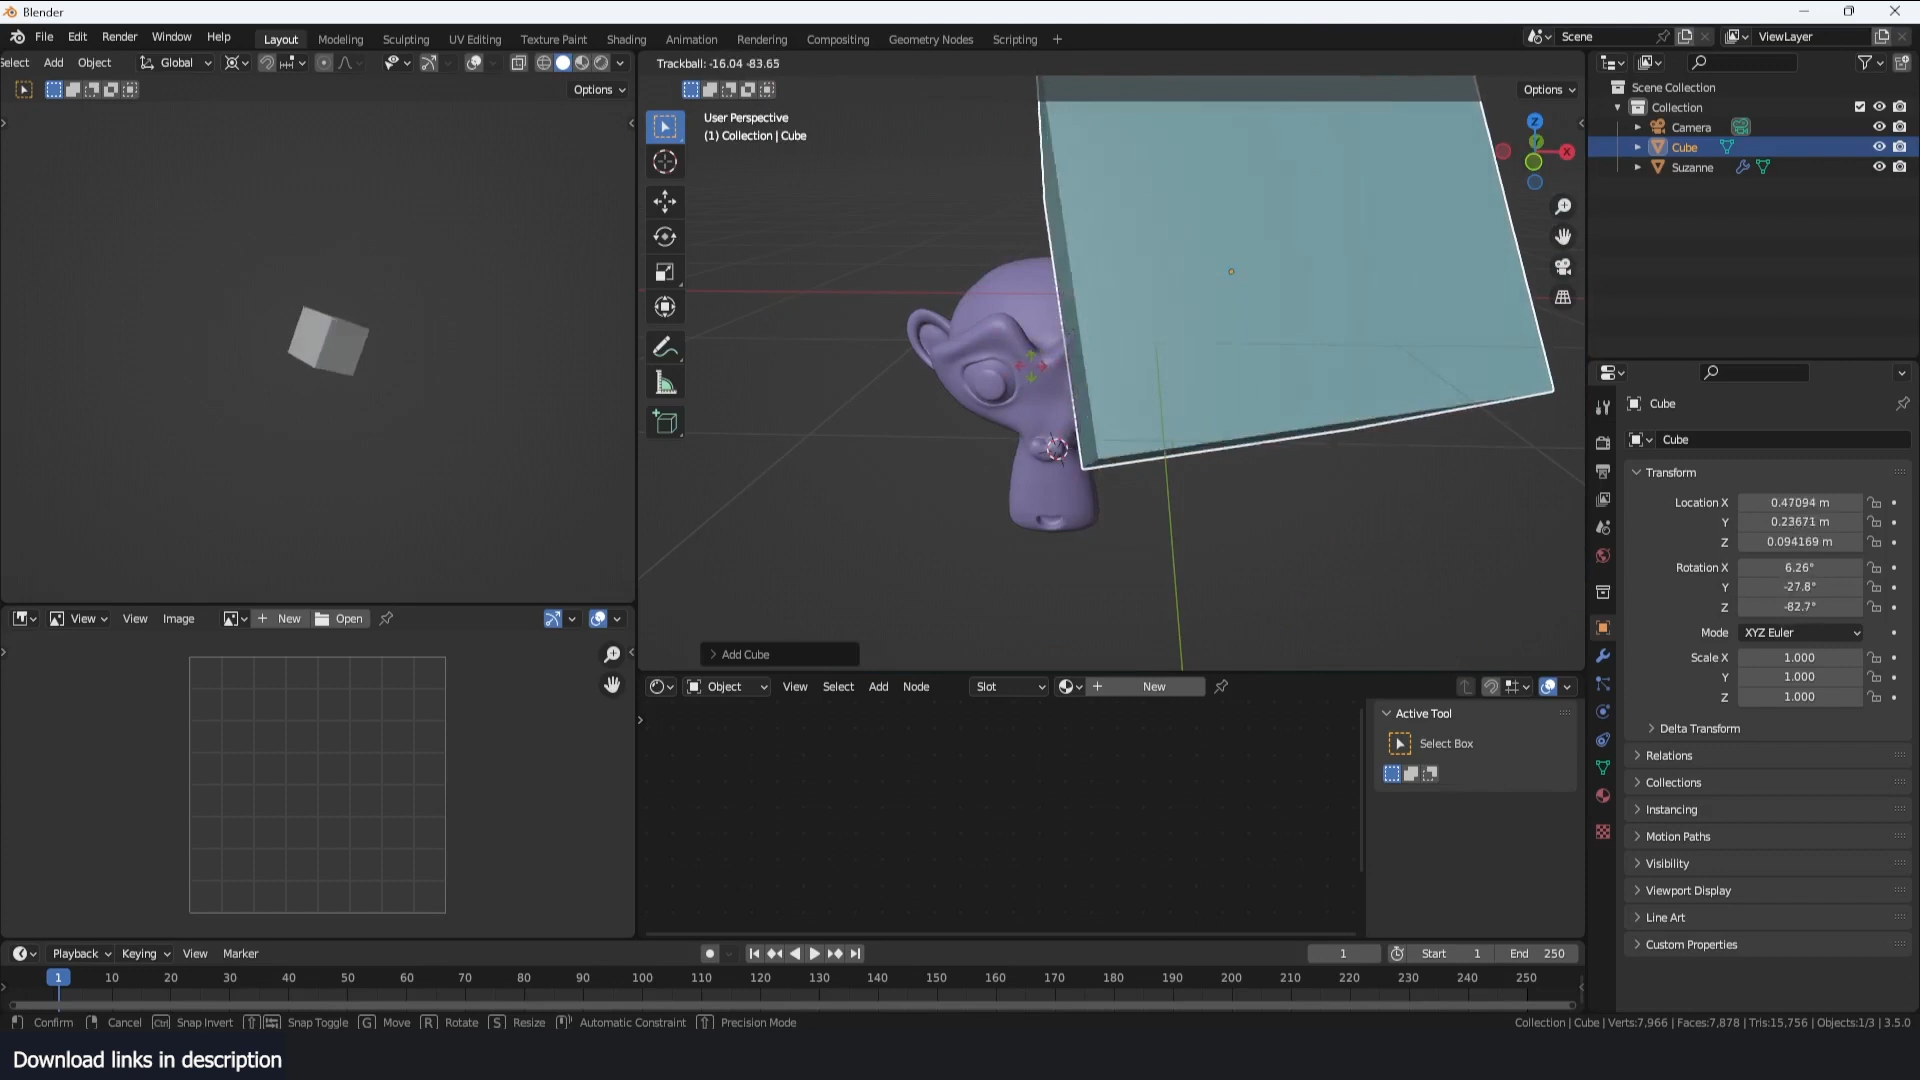 Blender
File Edit Render Window Help Layout Modeling Sculpting UV Editing Texture Paint Shading Animation Rendering Compositing Geometry Nodes Scripting +
Scene ViewLayer
elect Add Object Global
Options
Trackball: -16.04 -83.65
Options
User Perspective
(1) Collection | Cube
Z
Y
X
Add Cube
Scene Collection
Collection
Camera
Cube
Suzanne
Cube
Cube
Transform
Location X 0.47094 m
Y 0.23671 m
Z 0.094169 m
Rotation X 6.26°
Y -27.8°
Z -82.7°
Mode XYZ Euler
Scale X 1.000
Y 1.000
Z 1.000
Delta Transform
Relations
Collections
Instancing
Motion Paths
Visibility
Viewport Display
Line Art
Custom Properties
View View Image + New Open
Object View Select Add Node Slot + New
Active Tool
Select Box
Playback Keying View Marker 1 Start 1 End 250
1 10 20 30 40 50 60 70 80 90 100 110 120 130 140 150 160 170 180 190 200 210 220 230 240 250
Confirm Cancel Ctrl Snap Invert Snap Toggle G Move R Rotate S Resize Automatic Constraint Precision Mode
Collection | Cube | Verts:7,966 | Faces:7,878 | Tris:15,756 | Objects:1/3 | 3.5.0
Download links in description